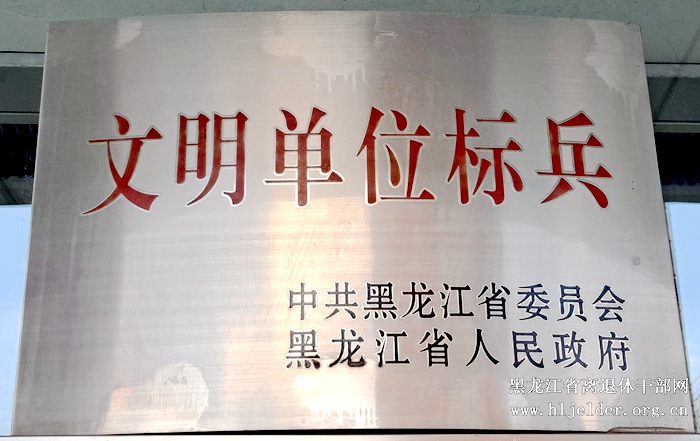 文明单位标兵
中共黑龙江省委员会
黑龙江省人民政府
黑龙江省离退休干部网
www.hljelder.org.cn